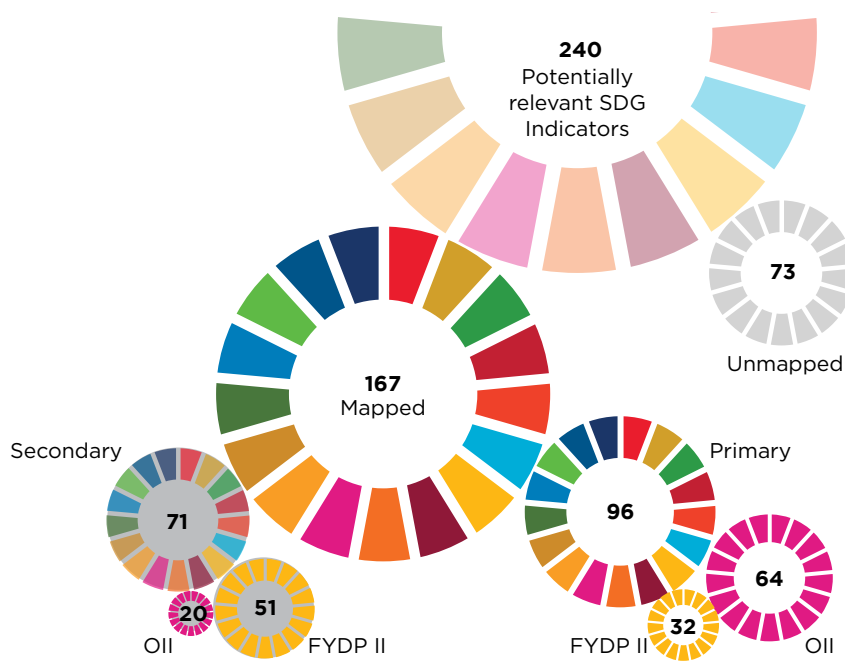 240
Potentially
relevant SDG
Indicators
73
Unmapped
167
Mapped
Secondary
71
20
OII
51
FYDP II
Primary
96
64
32
FYDP II
OII